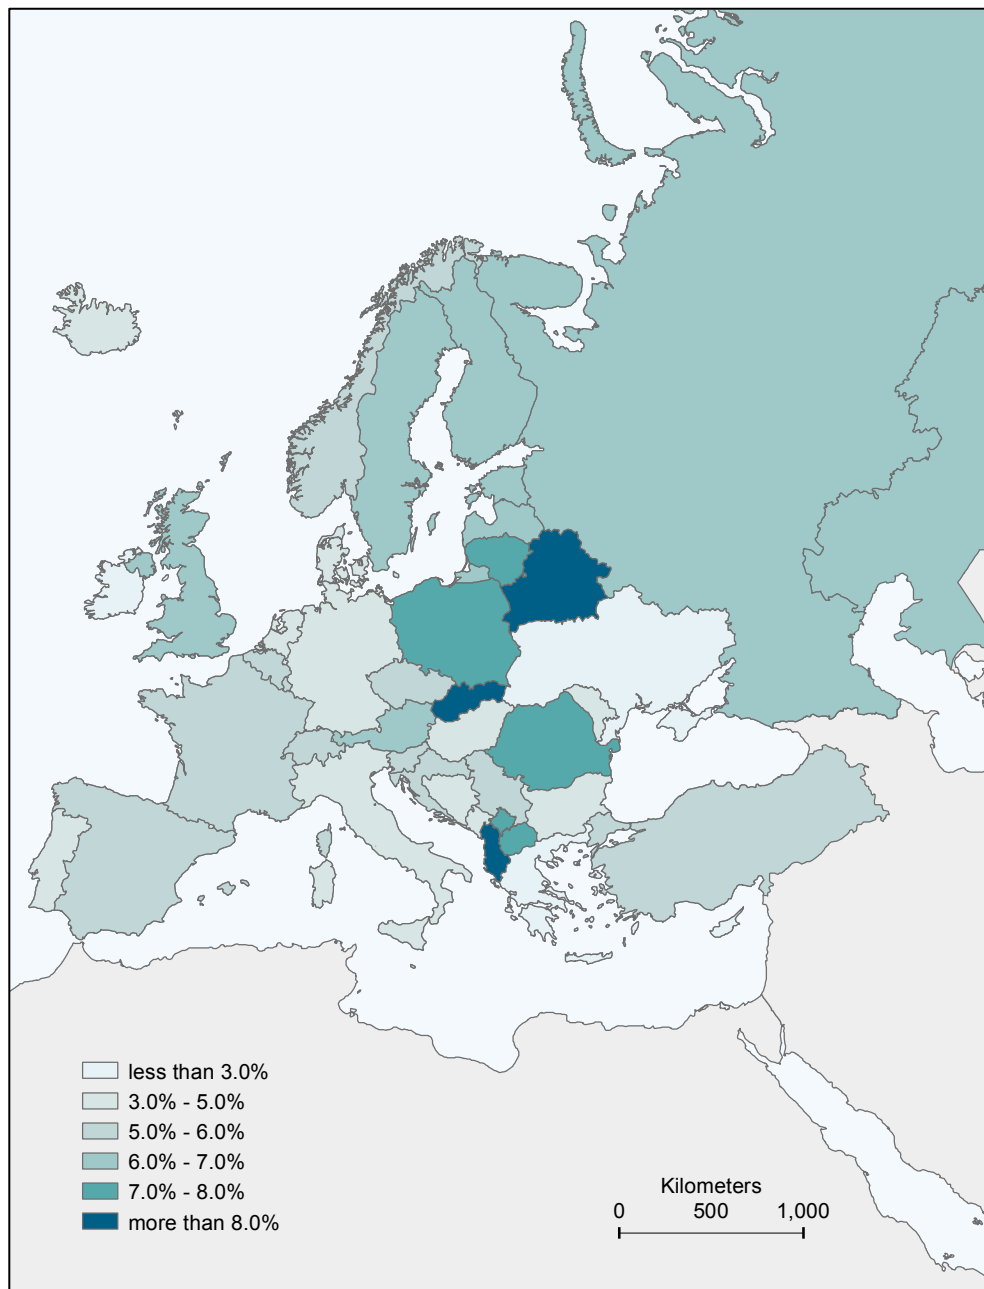 less than 3.0%
3.0% - 5.0%
5.0% - 6.0%
6.0% - 7.0%
7.0% - 8.0%
more than 8.0%
Kilometers
0 500 1,000